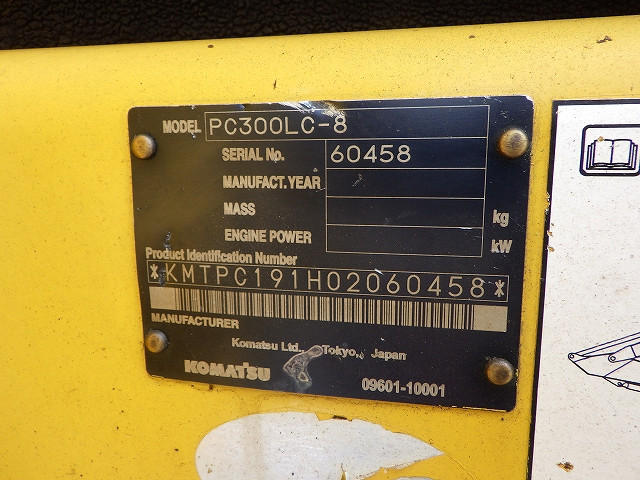 MODEL PC300LC-8
SERIAL No. 60458
MANUFACT.YEAR
MASS kg
ENGINE POWER kW
Product Identification Number
*KMTPC191H02060458*
MANUFACTURER
Komatsu Ltd. Tokyo, Japan
KOMATSU 09601-10001